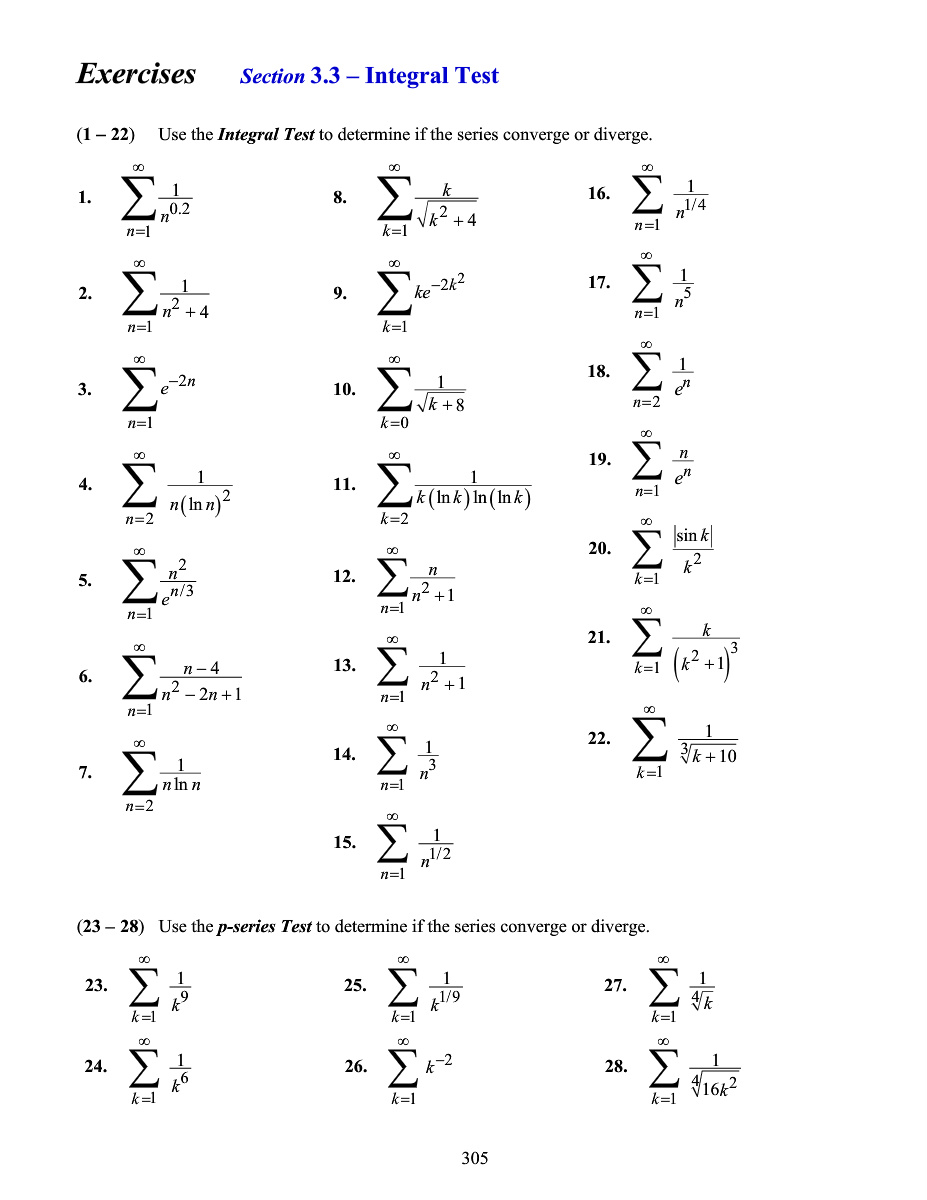 Exercises Section 3.3 – Integral Test
(1 – 22) Use the Integral Test to determine if the series converge or diverge.
1. \sum_{n=1}^{\infty} \frac{1}{n^{0.2}}
2. \sum_{n=1}^{\infty} \frac{1}{n^2+4}
3. \sum_{n=1}^{\infty} e^{-2n}
4. \sum_{n=2}^{\infty} \frac{1}{n(\ln n)^2}
5. \sum_{n=1}^{\infty} \frac{n^2}{e^{n/3}}
6. \sum_{n=1}^{\infty} \frac{n-4}{n^2-2n+1}
7. \sum_{n=2}^{\infty} \frac{1}{n \ln n}
8. \sum_{k=1}^{\infty} \frac{k}{\sqrt{k^2+4}}
9. \sum_{k=1}^{\infty} ke^{-2k^2}
10. \sum_{k=0}^{\infty} \frac{1}{\sqrt{k+8}}
11. \sum_{k=2}^{\infty} \frac{1}{k(\ln k)\ln(\ln k)}
12. \sum_{n=1}^{\infty} \frac{n}{n^2+1}
13. \sum_{n=1}^{\infty} \frac{1}{n^2+1}
14. \sum_{n=1}^{\infty} \frac{1}{n^3}
15. \sum_{n=1}^{\infty} \frac{1}{n^{1/2}}
16. \sum_{n=1}^{\infty} \frac{1}{n^{1/4}}
17. \sum_{n=1}^{\infty} \frac{1}{n^5}
18. \sum_{n=2}^{\infty} \frac{1}{e^n}
19. \sum_{n=1}^{\infty} \frac{n}{e^n}
20. \sum_{k=1}^{\infty} \frac{|\sin k|}{k^2}
21. \sum_{k=1}^{\infty} \frac{k}{(k^2+1)^3}
22. \sum_{k=1}^{\infty} \frac{1}{\sqrt[3]{k+10}}
(23 – 28) Use the p-series Test to determine if the series converge or diverge.
23. \sum_{k=1}^{\infty} \frac{1}{k^9}
24. \sum_{k=1}^{\infty} \frac{1}{k^6}
25. \sum_{k=1}^{\infty} \frac{1}{k^{1/9}}
26. \sum_{k=1}^{\infty} k^{-2}
27. \sum_{k=1}^{\infty} \frac{1}{\sqrt[4]{k}}
28. \sum_{k=1}^{\infty} \frac{1}{\sqrt[4]{16k^2}}
305